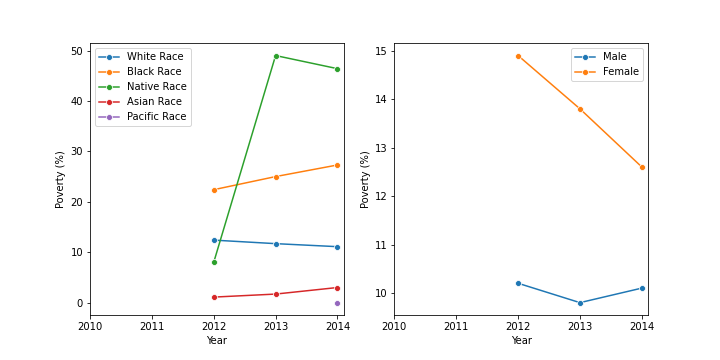 White Race
Black Race
Native Race
Asian Race
Pacific Race
50
40
30
20
10
0
Poverty (%)
2010 2011 2012 2013 2014
Year
Male
Female
15
14
13
12
11
10
Poverty (%)
2010 2011 2012 2013 2014
Year